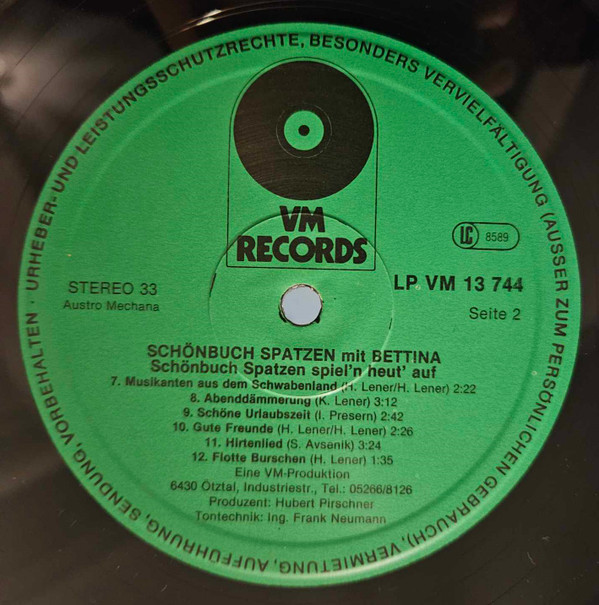 URHEBER- UND LEISTUNGSSCHUTZRECHTE, BESONDERS VERVIELFÄLTIGUNG (AUSSER ZUM PERSÖNLICHEN GEBRAUCH), VERMIETUNG, AUFFÜHRUNG, SENDUNG, VORBEHALTEN ·
VM
RECORDS
LC 8589
STEREO 33
Austro Mechana
LP VM 13 744
Seite 2
SCHÖNBUCH SPATZEN mit BETTINA
Schönbuch Spatzen spiel'n heut' auf
7. Musikanten aus dem Schwabenland (H. Lener/H. Lener) 2:22
8. Abenddämmerung (K. Lener) 3:12
9. Schöne Urlaubszeit (I. Presern) 2:42
10. Gute Freunde (H. Lener/H. Lener) 2:26
11. Hirtenlied (S. Avsenik) 3:24
12. Flotte Burschen (H. Lener) 1:35
Eine VM-Produktion
6430 Ötztal, Industriestr., Tel.: 05266/8126
Produzent: Hubert Pirschner
Tontechnik: Ing. Frank Neumann